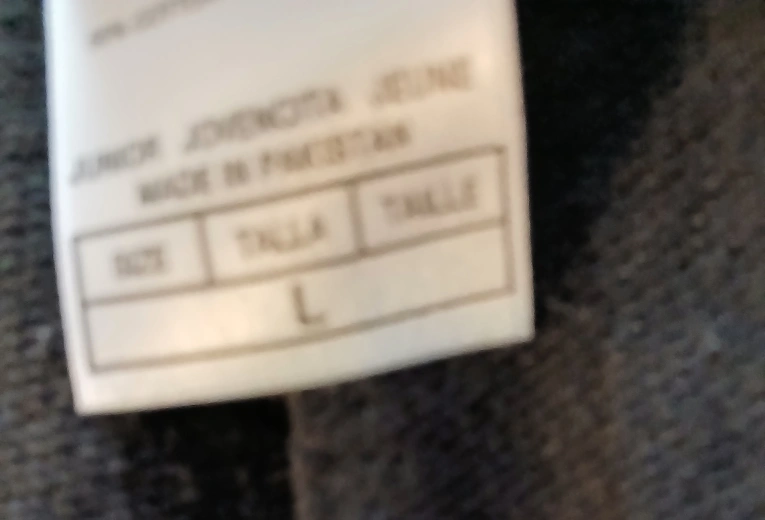 JUNIOR JOVENCITA JEUNE
MADE IN PAKISTAN
SIZE TALLA TAILLE
L